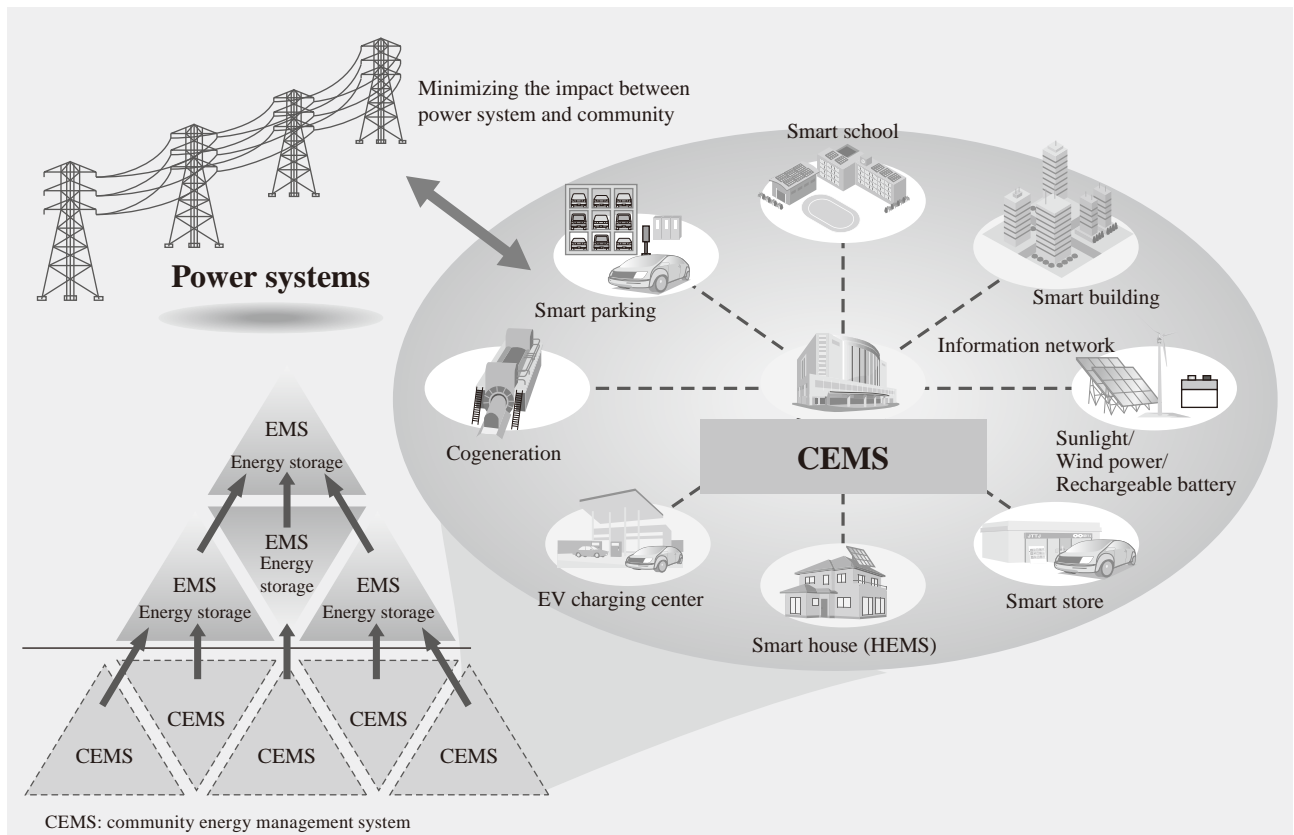 Minimizing the impact between
power system and community
Power systems
Smart school
Smart parking
Smart building
Information network
Cogeneration
CEMS
Sunlight/
Wind power/
Rechargeable battery
EV charging center
Smart house (HEMS)
Smart store
EMS
Energy storage
EMS
Energy
storage
EMS
Energy storage
EMS
Energy storage
CEMS
CEMS
CEMS
CEMS
CEMS
CEMS: community energy management system